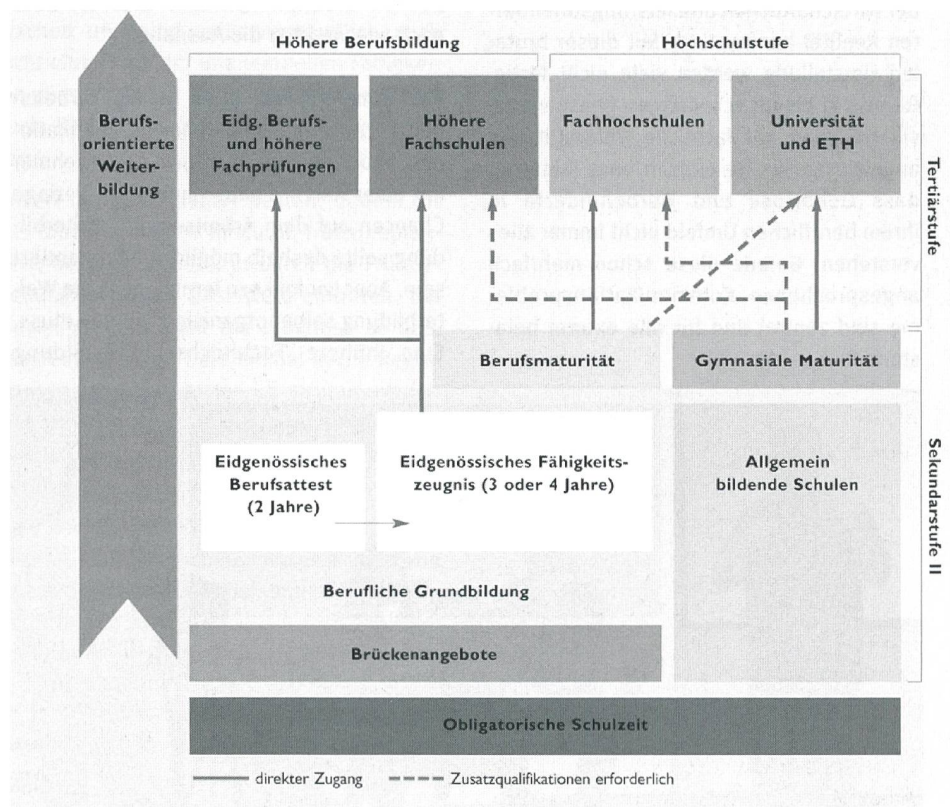 Höhere Berufsbildung
Hochschulstufe
Berufs-
orientierte
Weiter-
bildung
Eidg. Berufs-
und höhere
Fachprüfungen
Höhere
Fachschulen
Fachhochschulen
Universität
und ETH
Tertiärstufe
Berufsmaturität
Gymnasiale Maturität
Eidgenössisches
Berufsattest
(2 Jahre)
Eidgenössisches Fähigkeits-
zeugnis (3 oder 4 Jahre)
Allgemein
bildende Schulen
Sekundarstufe II
Berufliche Grundbildung
Brückenangebote
Obligatorische Schulzeit
direkter Zugang
Zusatzqualifikationen erforderlich